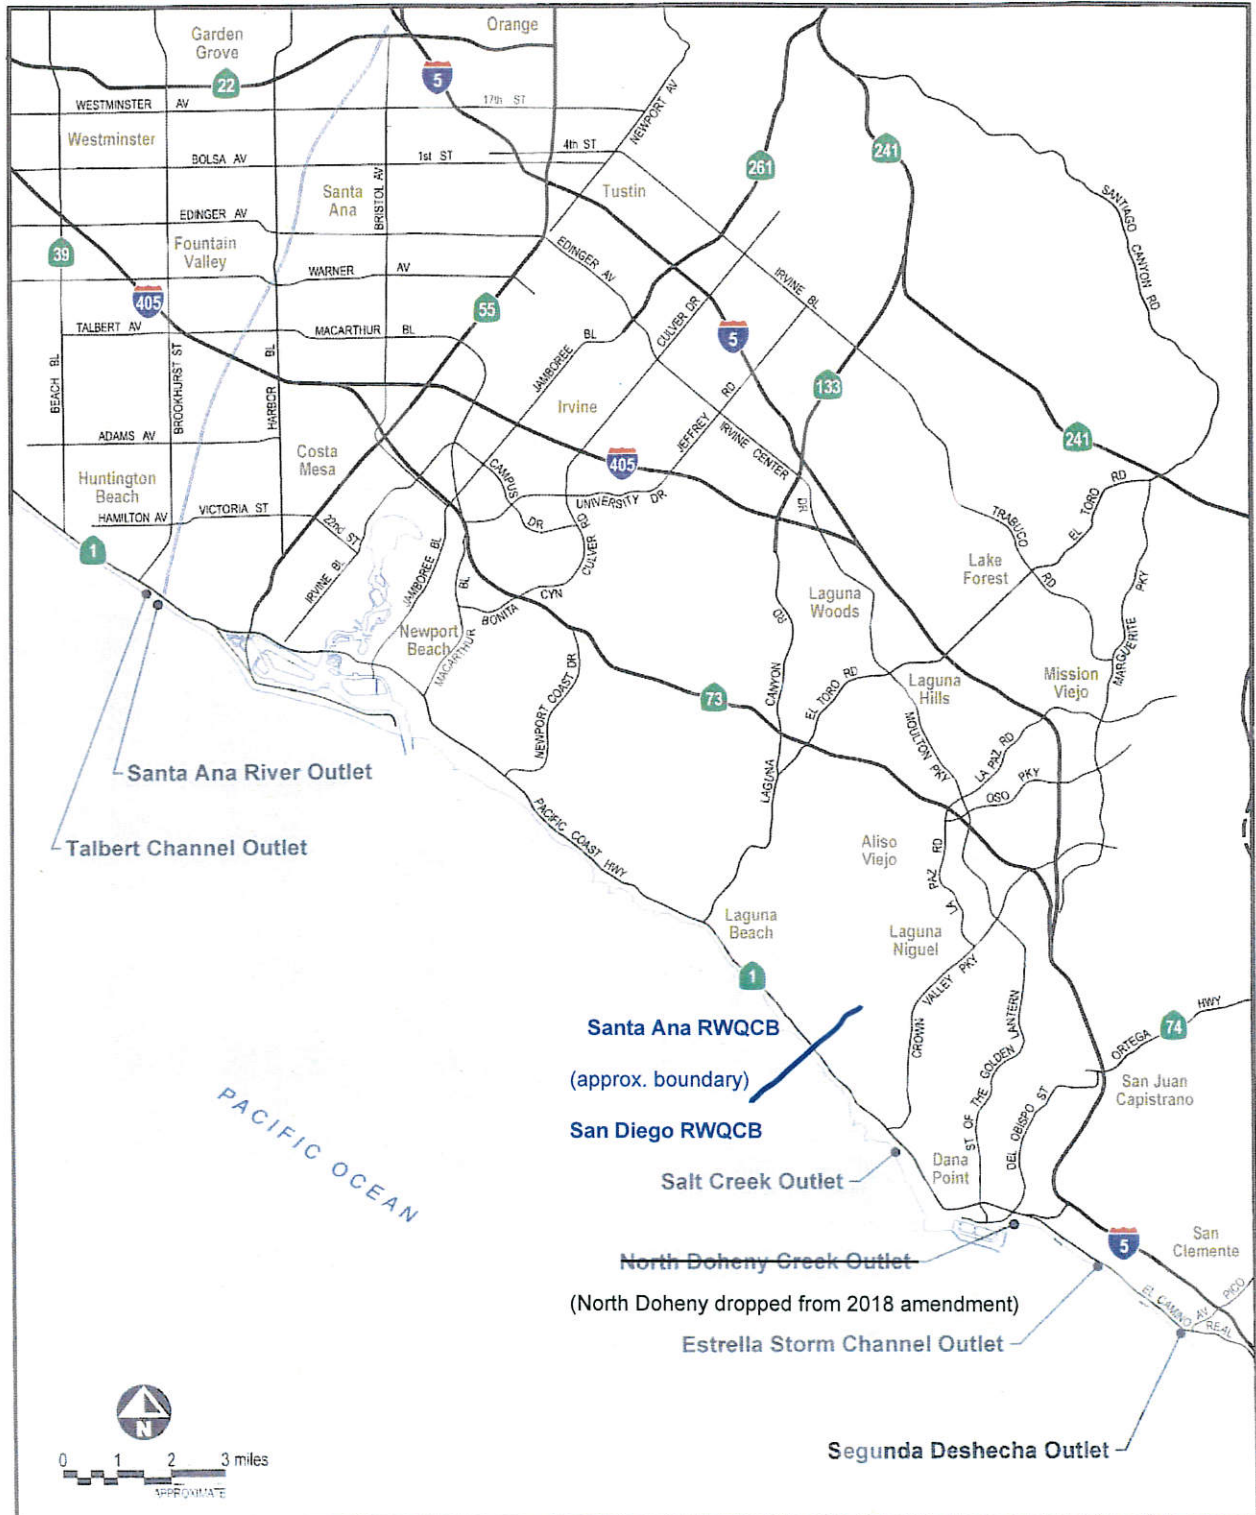 Garden
Grove
Orange
22
5
WESTMINSTER AV
17th ST
NEWPORT AV
Westminster
4th ST
BOLSA AV
1st ST
261
241
Santa
Ana
BRISTOL AV
Tustin
SANTIAGO CANYON RD
EDINGER AV
39
Fountain
Valley
EDINGER AV
WARNER AV
IRVINE BL
405
55
CULVER DR
5
TALBERT AV
MACARTHUR BL
JAMBOREE BL
BEACH BL
BROOKHURST ST
HARBOR BL
133
Irvine
JEFFREY RD
IRVINE CENTER DR
241
ADAMS AV
Costa
Mesa
405
CAMPUS DR
UNIVERSITY DR
EL TORO RD
Huntington
Beach
HAMILTON AV
VICTORIA ST
22nd ST
TRABUCO RD
1
IRVINE BL
JAMBOREE BL
CULVER RD
Lake
Forest
BONITA CYN
Laguna
Woods
MARGUERITE PKY
Newport
Beach
MACARTHUR BL
NEWPORT COAST DR
73
LAGUNA CANYON RD
EL TORO RD
Laguna
Hills
Mission
Viejo
MOULTON PKY
LA PAZ RD
OSO PKY
Santa Ana River Outlet
PACIFIC COAST HWY
Talbert Channel Outlet
Aliso
Viejo
LA PAZ RD
Laguna
Beach
Laguna
Niguel
1
CROWN VALLEY PKY
ST OF THE GOLDEN LANTERN
Santa Ana RWQCB
(approx. boundary)
San Diego RWQCB
ORTEGA HWY
74
San Juan
Capistrano
DEL OBISPO ST
PACIFIC OCEAN
Dana
Point
Salt Creek Outlet
North Doheny Creek Outlet
5
San
Clemente
(North Doheny dropped from 2018 amendment)
EL CAMINO REAL
AV PICO
Estrella Storm Channel Outlet
Segunda Deshecha Outlet
N
0 1 2 3 miles
APPROXIMATE